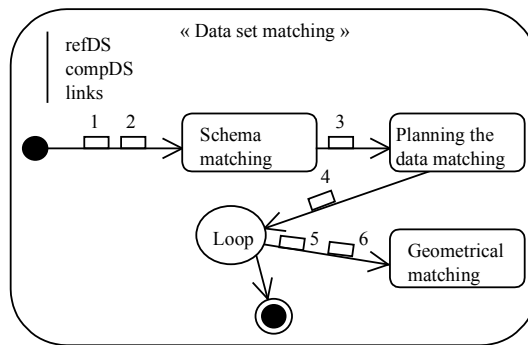 « Data set matching »
refDS
compDS
links
1 2
Schema
matching
3
Planning the
data matching
4
Loop
5 6
Geometrical
matching